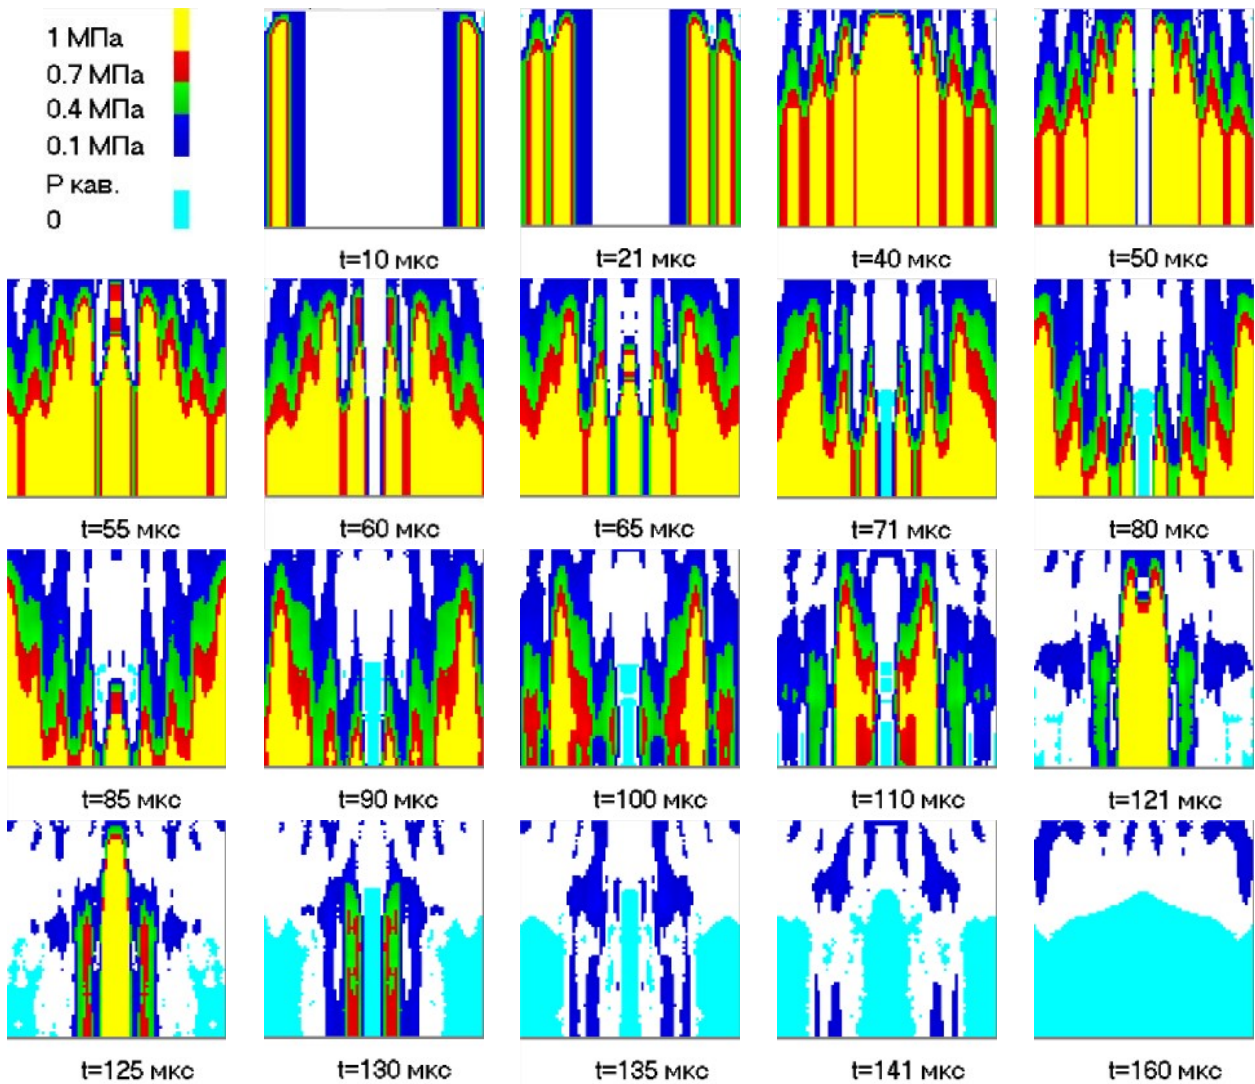 1 МПа
0.7 МПа
0.4 МПа
0.1 МПа
Р кав.
0
t=10 мкс
t=21 мкс
t=40 мкс
t=50 мкс
t=55 мкс
t=60 мкс
t=65 мкс
t=71 мкс
t=80 мкс
t=85 мкс
t=90 мкс
t=100 мкс
t=110 мкс
t=121 мкс
t=125 мкс
t=130 мкс
t=135 мкс
t=141 мкс
t=160 мкс